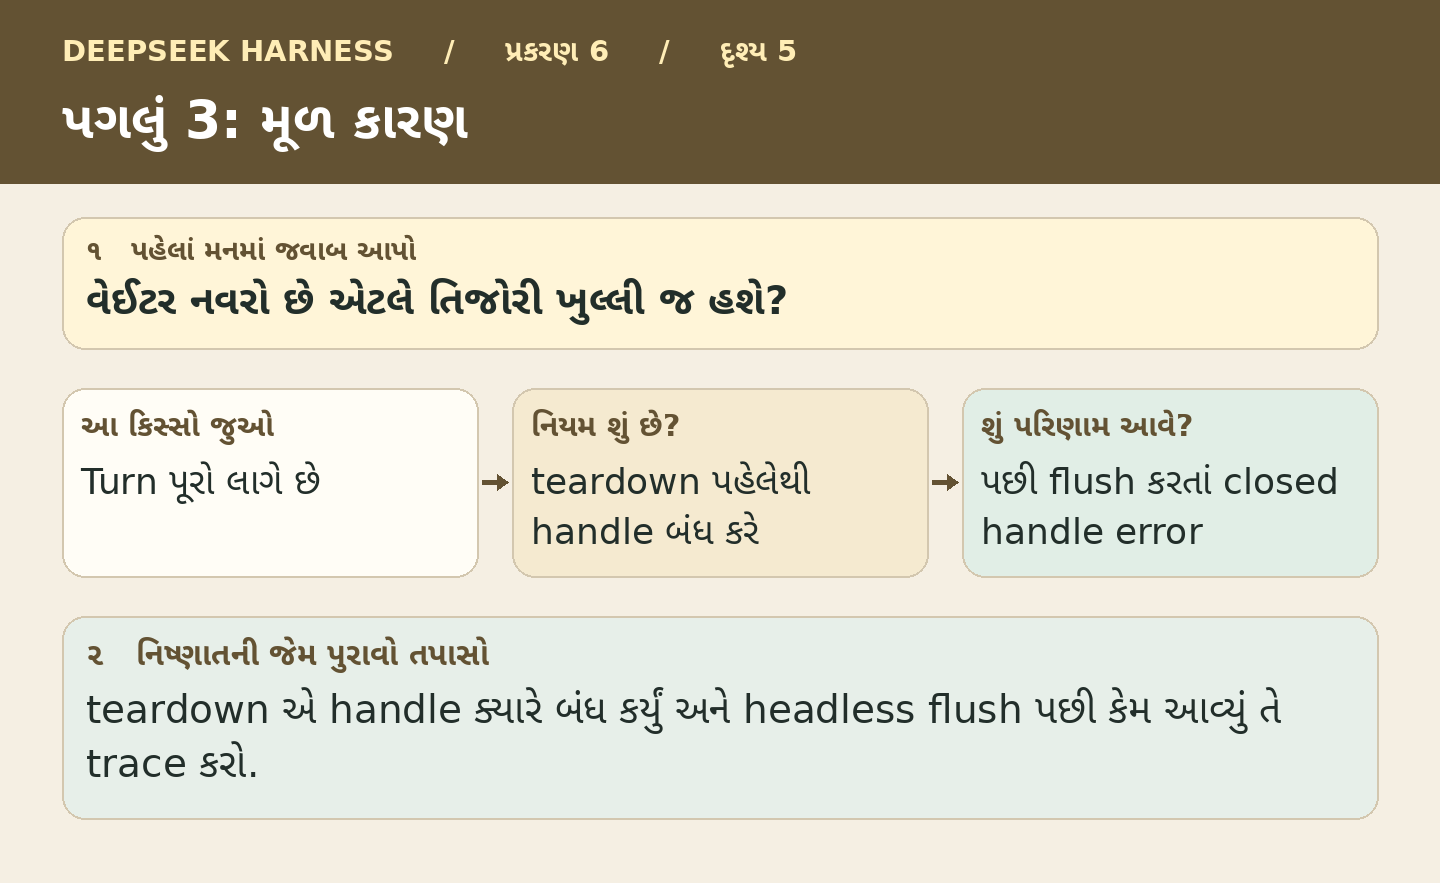 DEEPSEEK HARNESS / પ્રકરણ 6 / દૃશ્ય 5
પગલું 3: મૂળ કારણ
૧ પહેલાં મનમાં જવાબ આપો
વેઈટર નવરો છે એટલે તિજોરી ખુલ્લી જ હશે?
આ કિસ્સો જુઓ
Turn પૂરો લાગે છે
નિયમ શું છે?
teardown પહેલેથી
handle બંધ કરે
શું પરિણામ આવે?
પછી flush કરતાં closed
handle error
૨ નિષ્ણાતની જેમ પુરાવો તપાસો
teardown એ handle ક્યારે બંધ કર્યું અને headless flush પછી કેમ આવ્યું તે
trace કરો.